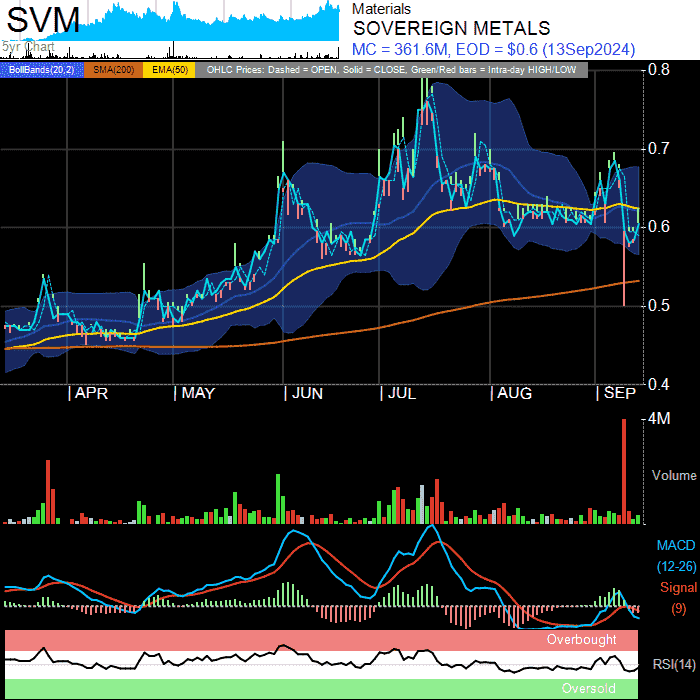 SVM
5yr Chart
Materials
SOVEREIGN METALS
MC = 361.6M, EOD = $0.6 (13Sep2024)
BollBands(20,2) SMA(200) EMA(50) OHLC Prices: Dashed = OPEN, Solid = CLOSE, Green/Red bars = Intra-day HIGH/LOW
0.8
0.7
0.6
0.5
0.4
APR MAY JUN JUL AUG SEP
4M
Volume
MACD
(12-26)
Signal
(9)
Overbought
RSI(14)
Oversold